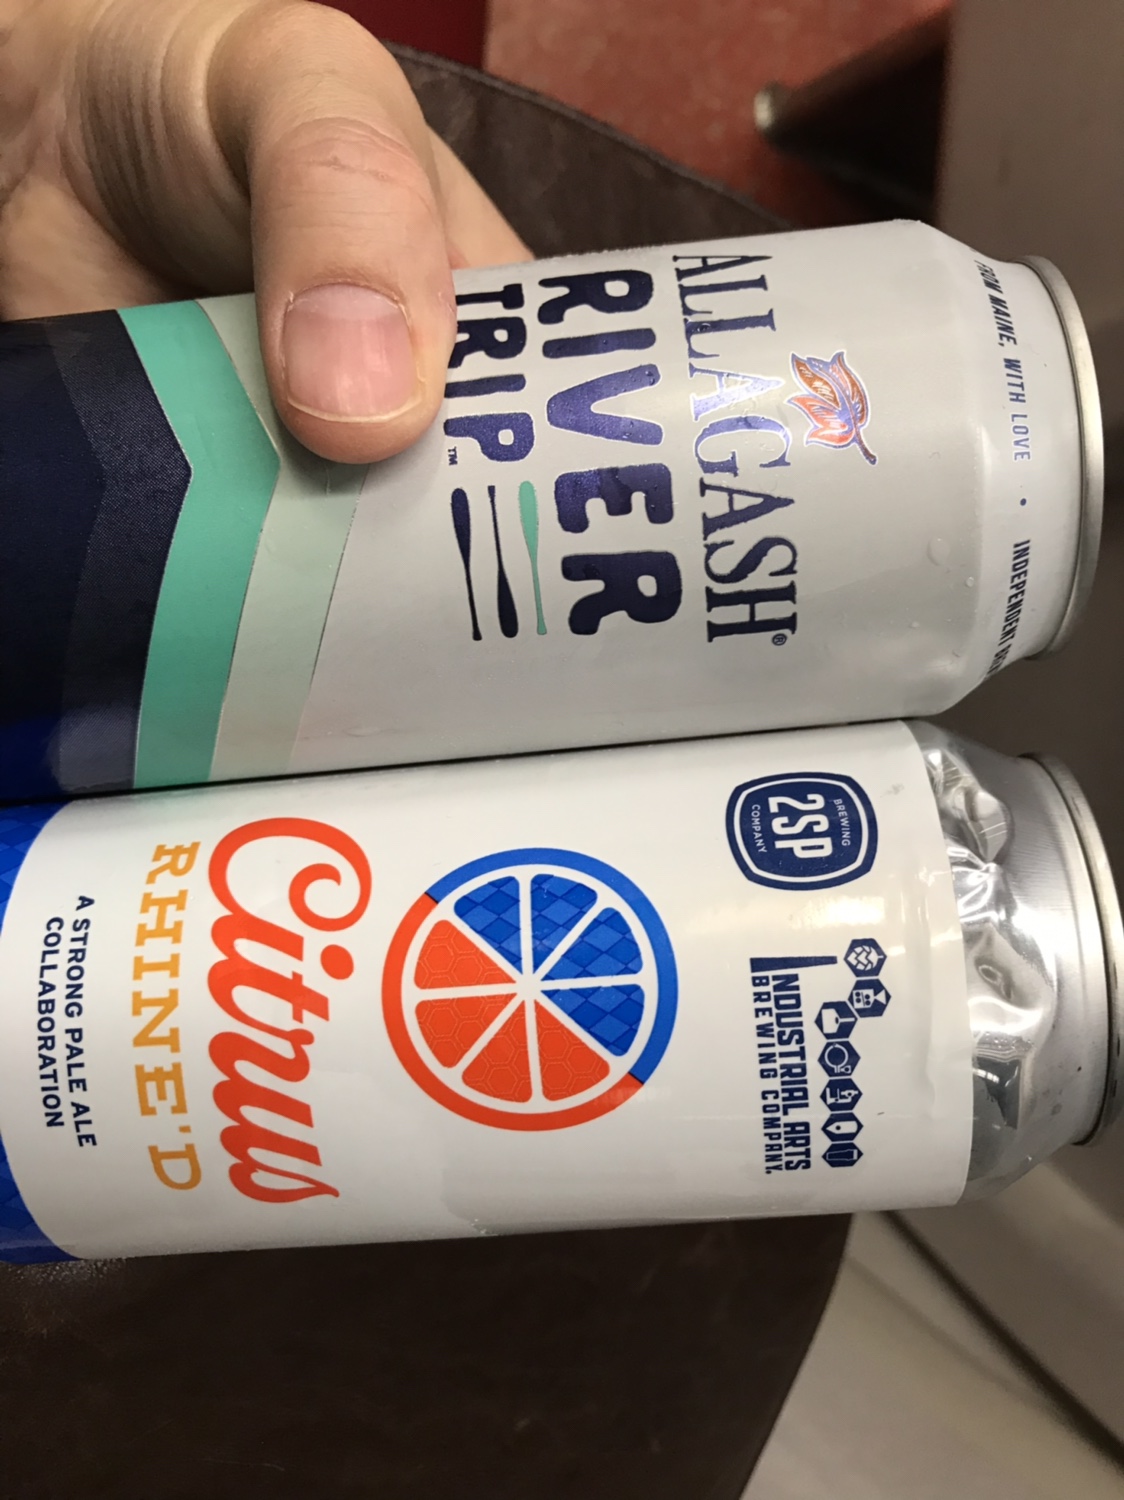 FROM MAINE, WITH LOVE • INDEPENDENT
ALLAGASH®
RIVER
TRIP™
2SP
BREWING
COMPANY
INDUSTRIAL ARTS
BREWING COMPANY.
Citrus
RHINE'D
A STRONG PALE ALE
COLLABORATION